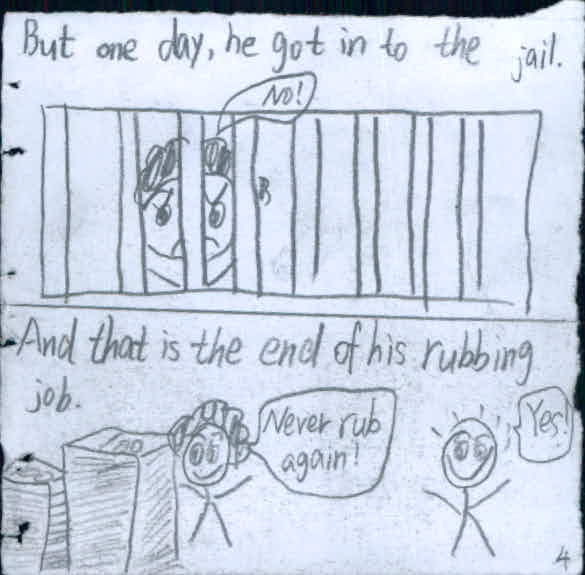 But one day, he got in to the jail.
No!
And that is the end of his rubbing
job.
Never rub
again!
Yes!
4